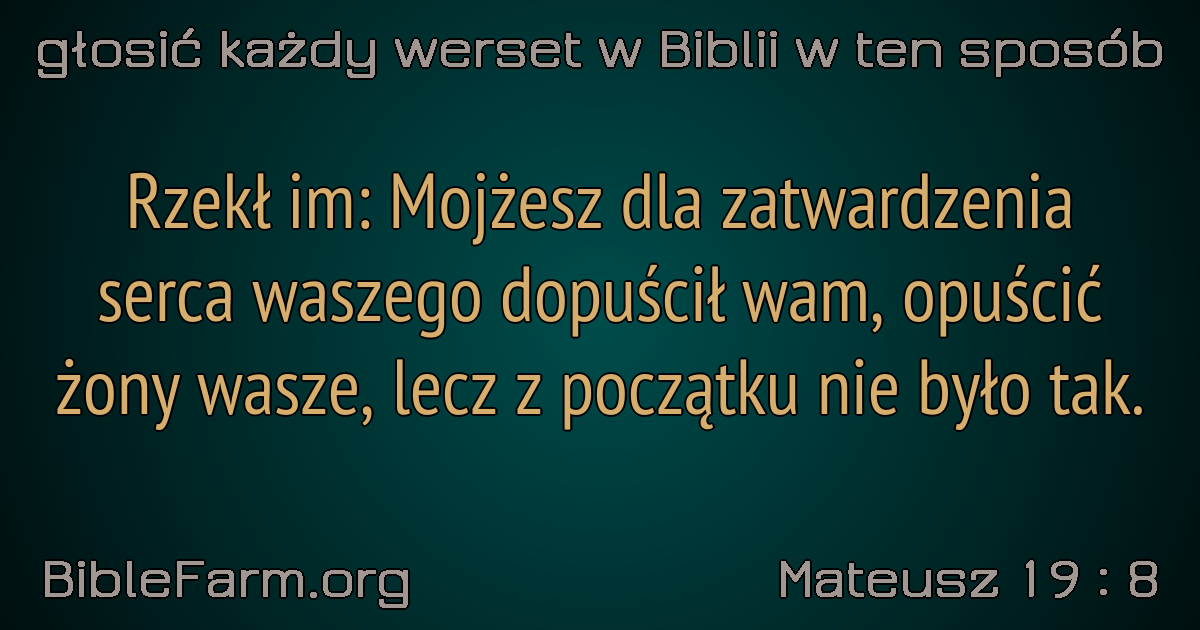 głosić każdy werset w Biblii w ten sposób
Rzekł im: Mojżesz dla zatwardzenia
serca waszego dopuścił wam, opuścić
żony wasze, lecz z początku nie było tak.
BibleFarm.org
Mateusz 19 : 8